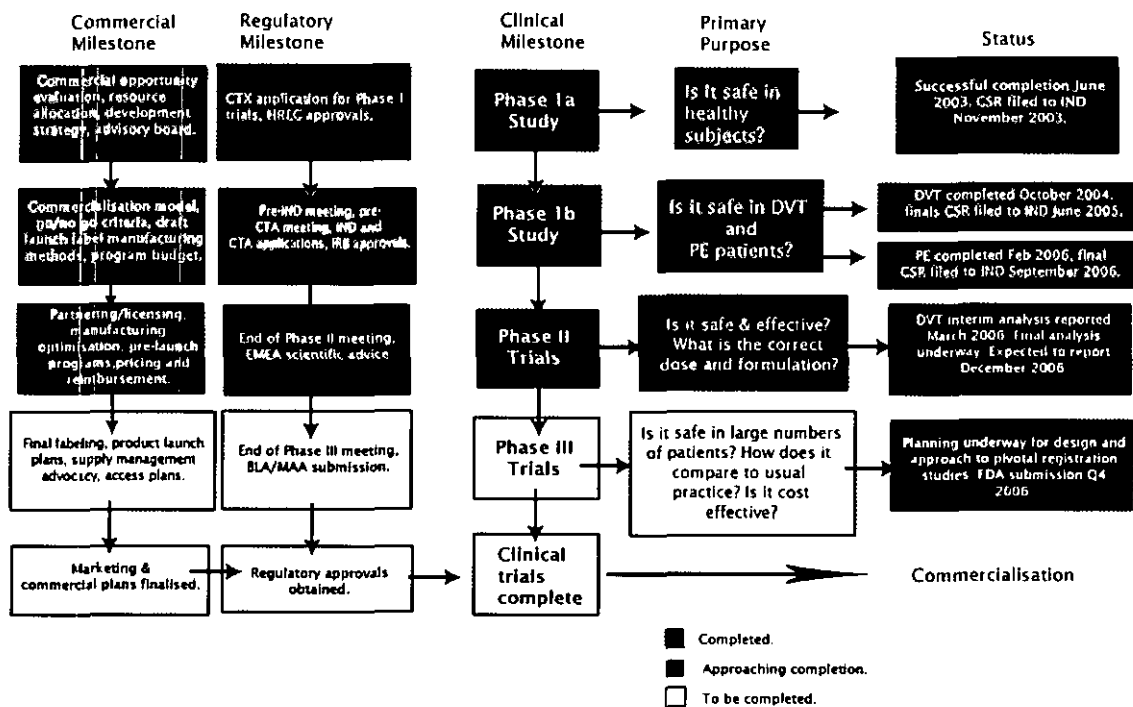 Commercial
Milestone
Regulatory
Milestone
Clinical
Milestone
Primary
Purpose
Status
Commercial opportunity
evaluation, resource
allocation, development
strategy, advisory board.
CTX application for Phase I
trials, HREC approvals.
Phase 1a
Study
Is it safe in
healthy
subjects?
Successful completion June
2003. CSR filed to IND
November 2003.
Commercialisation model,
go/no go criteria, draft
launch label manufacturing
methods, program budget.
Pre-IND meeting, pre-
CTA meeting, IND and
CTA applications, IRB approvals.
Phase 1b
Study
Is it safe in DVT
and
PE patients?
DVT completed October 2004.
finals CSR filed to IND June 2005.
PE completed Feb 2006, final
CSR filed to IND September 2006.
Partnering/licensing,
manufacturing
optimisation, pre-launch
programs,pricing and
reimbursement.
End of Phase II meeting,
EMEA scientific, advice
Phase II
Trials
Is it safe & effective?
What is the correct
dose and formulation?
DVT interim analysis reported
March 2006. Final analysis
underway. Expected to report
December 2006
Final labeling, product launch
plans, supply management
advocacy, access plans.
End of Phase III meeting,
BLA/MAA submission.
Phase III
Trials
Is it safe in large numbers
of patients? How does it
compare to usual
practice? Is it cost
effective?
Planning underway for design and
approach to pivotal registration
studies. FDA submission Q4
2006
Marketing &
commercial plans finalised.
Regulatory approvals
obtained.
Clinical
trials
complete
Commercialisation
Completed.
Approaching completion.
To be completed.